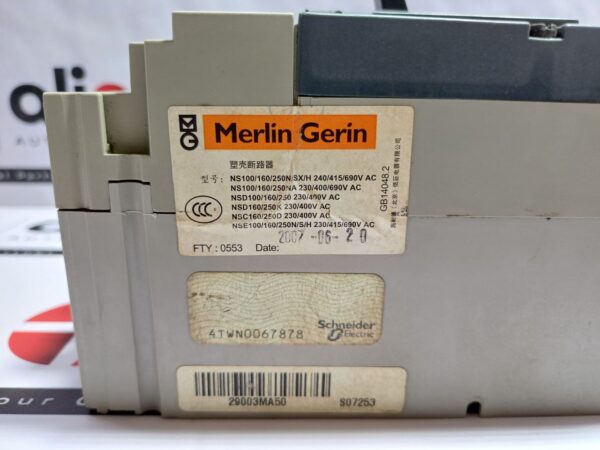 Merlin Gerin
塑壳断路器
型号: NS100/160/250N/SX/H 240/415/690V AC
NS100/160/250NA 230/400/690V AC
NSD100/160/250 230/400V AC
NSD160/250K 230/400V AC
NSC160/250D 230/400V AC
NSE100/160/250N/S/H 230/415/690V AC
CCC
FTY : 0553 Date: 2007 -06- 20
GB14048.2
4TWN0067878
Schneider
Electric
29003MA50 S07253
our